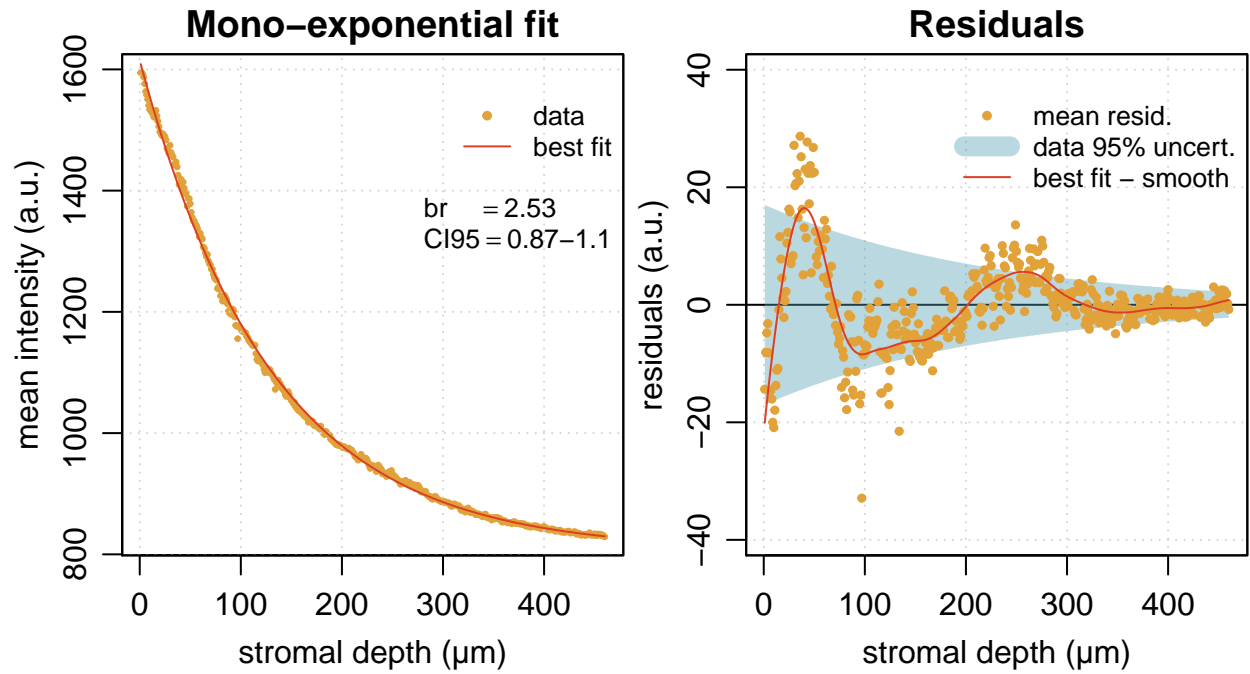 Mono−exponential fit
mean intensity (a.u.)
1600
1400
1200
1000
800
data
best fit
br = 2.53
CI95 = 0.87−1.1
0 100 200 300 400
stromal depth (μm)
Residuals
residuals (a.u.)
40
20
0
−20
−40
mean resid.
data 95% uncert.
best fit − smooth
0 100 200 300 400
stromal depth (μm)